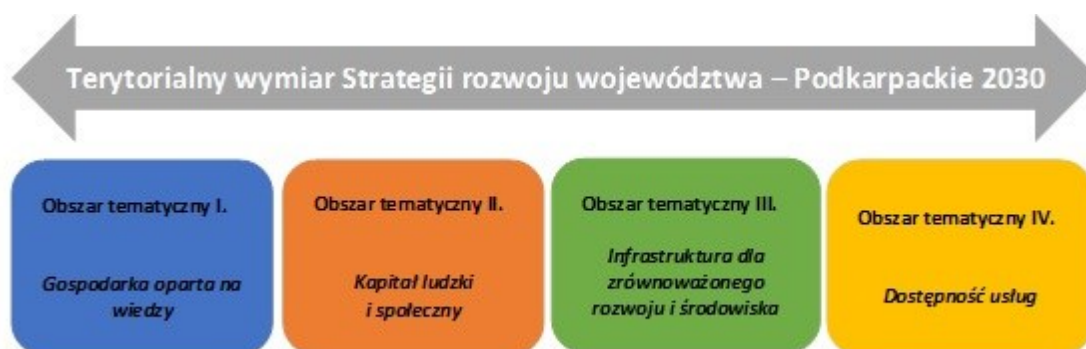 Terytorialny wymiar Strategii rozwoju województwa – Podkarpackie 2030
Obszar tematyczny I.
Gospodarka oparta na
wiedzy
Obszar tematyczny II.
Kapitał ludzki
i społeczny
Obszar tematyczny III.
Infrastruktura dla
zrównoważonego
rozwoju i środowiska
Obszar tematyczny IV.
Dostępność usług